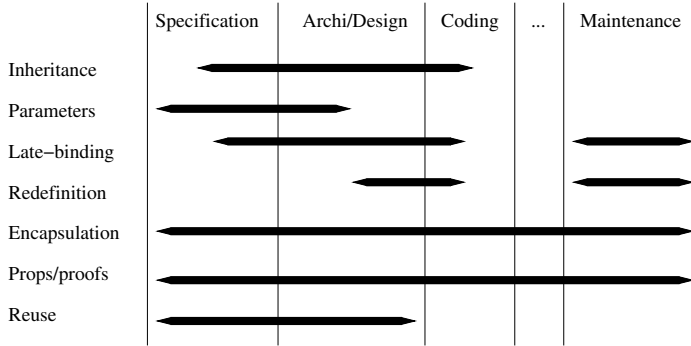 Specification Archi/Design Coding ... Maintenance
Inheritance
Parameters
Late−binding
Redefinition
Encapsulation
Props/proofs
Reuse